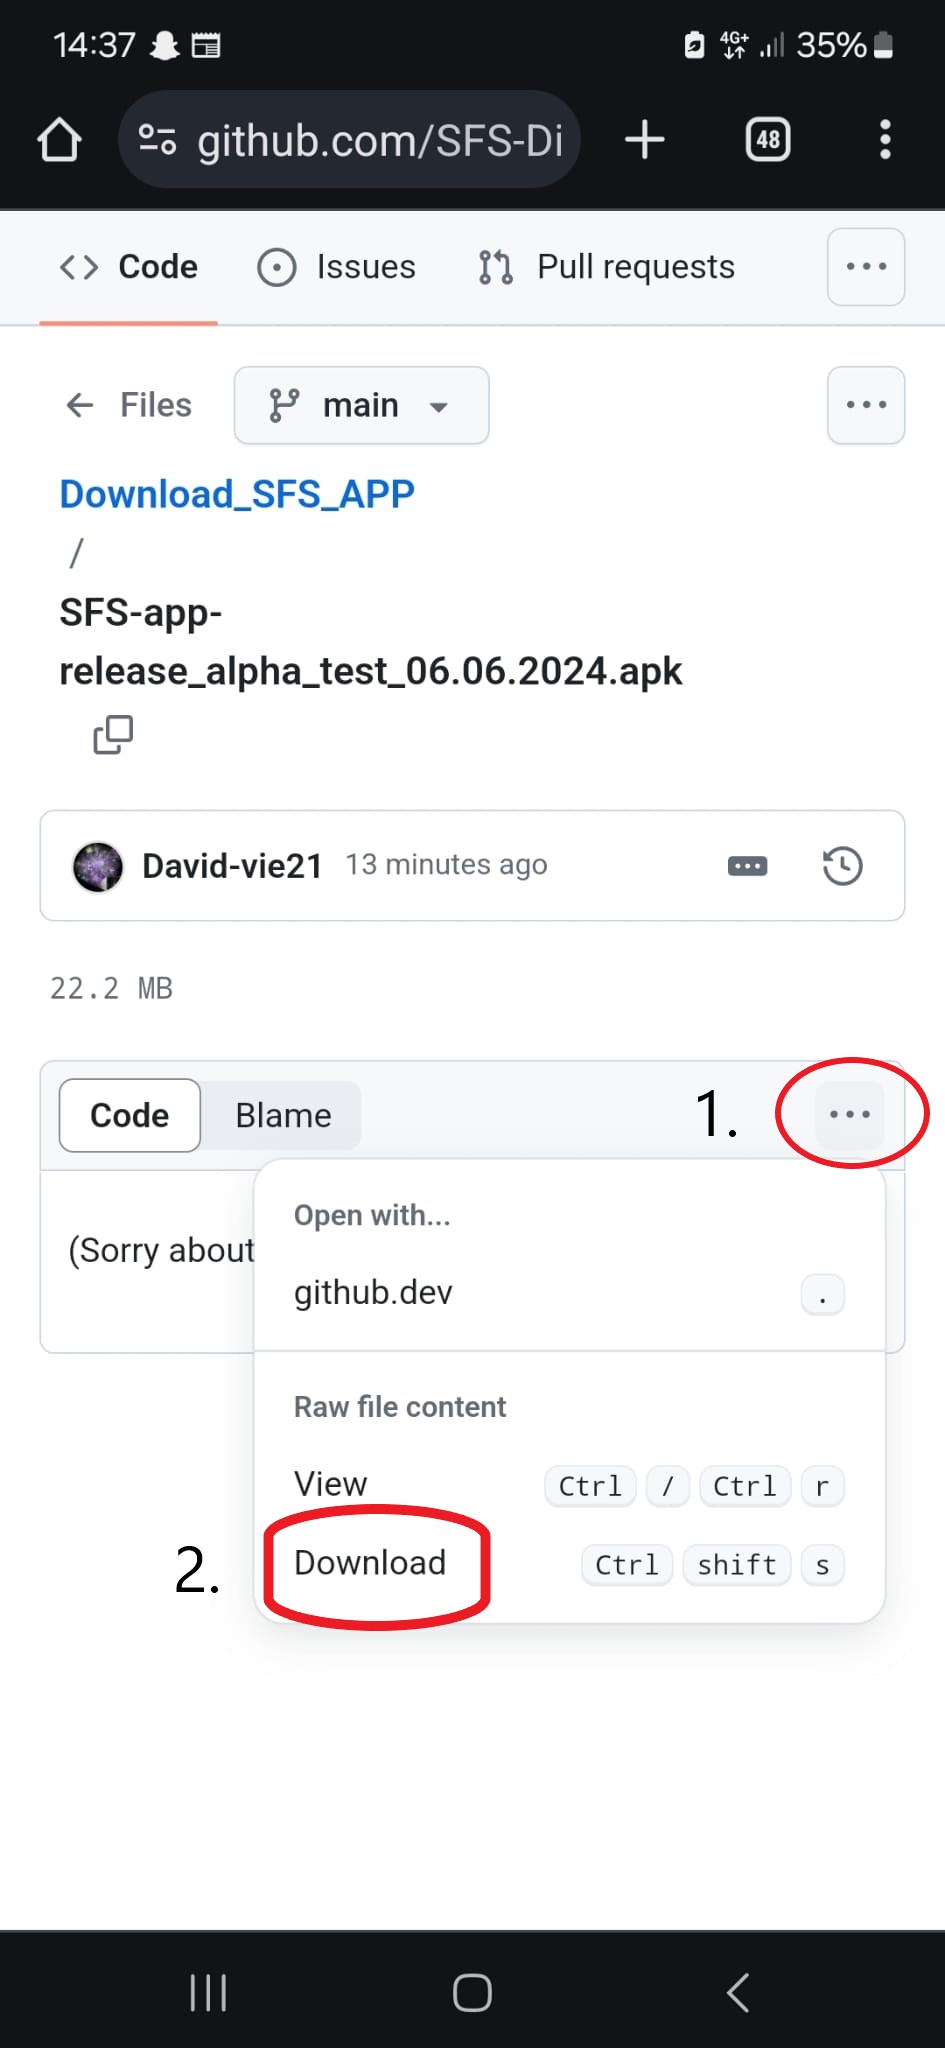 14:37 4G+ 35%
github.com/SFS-Di 48
Code Issues Pull requests
Files main
Download_SFS_APP
/
SFS-app-
release_alpha_test_06.06.2024.apk
David-vie21 13 minutes ago
22.2 MB
Code Blame 1.
Open with...
(Sorry about
github.dev .
Raw file content
View Ctrl / Ctrl r
2. Download Ctrl shift s